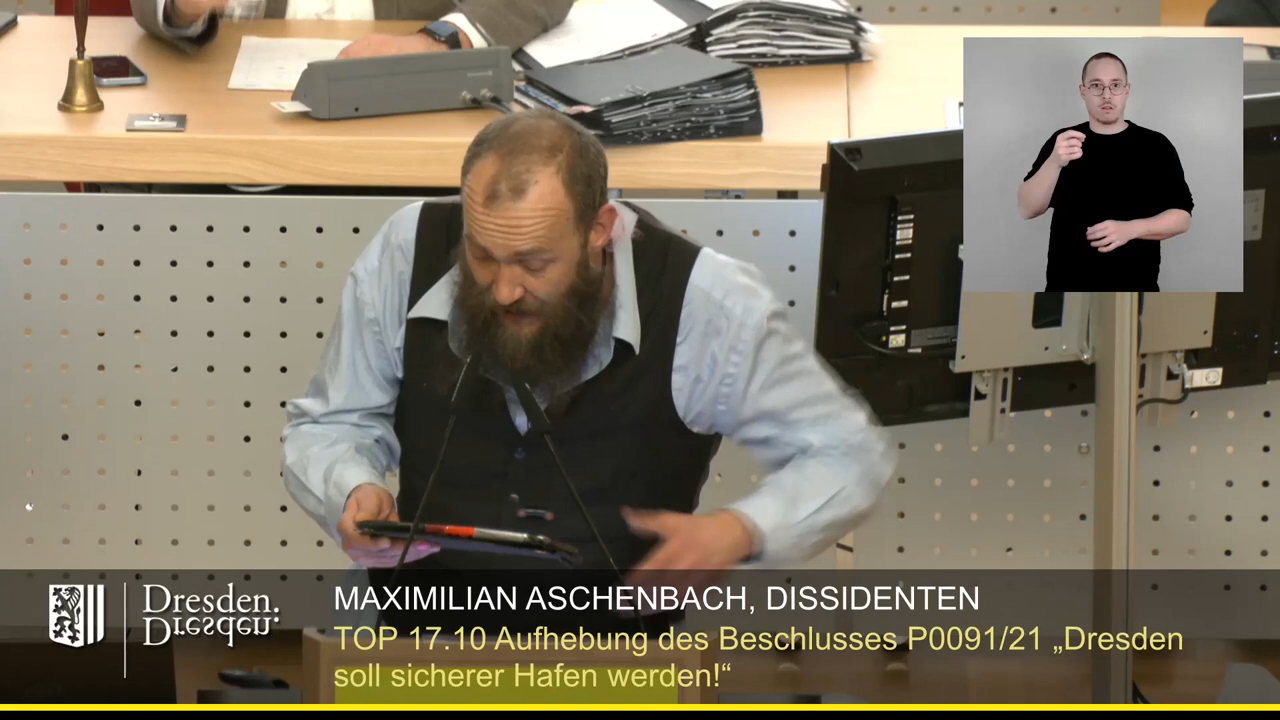 Dresden.
Dresden.
MAXIMILIAN ASCHENBACH, DISSIDENTEN
TOP 17.10 Aufhebung des Beschlusses P0091/21 „Dresden
soll sicherer Hafen werden!“